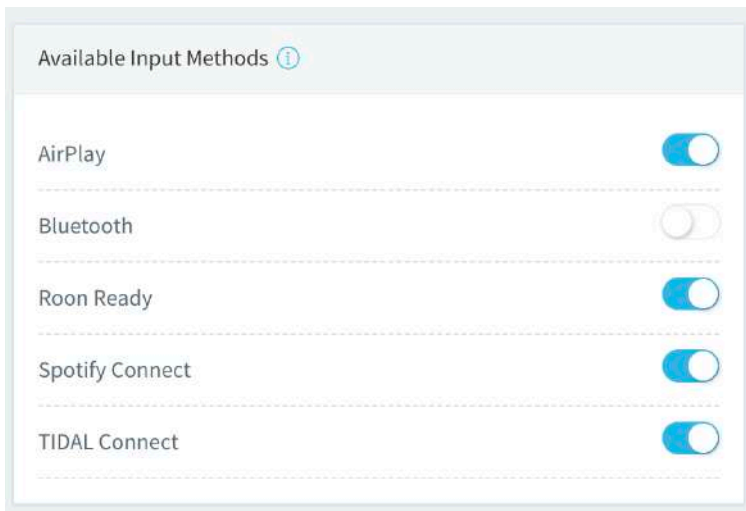 Available Input Methods
AirPlay
Bluetooth
Roon Ready
Spotify Connect
TIDAL Connect